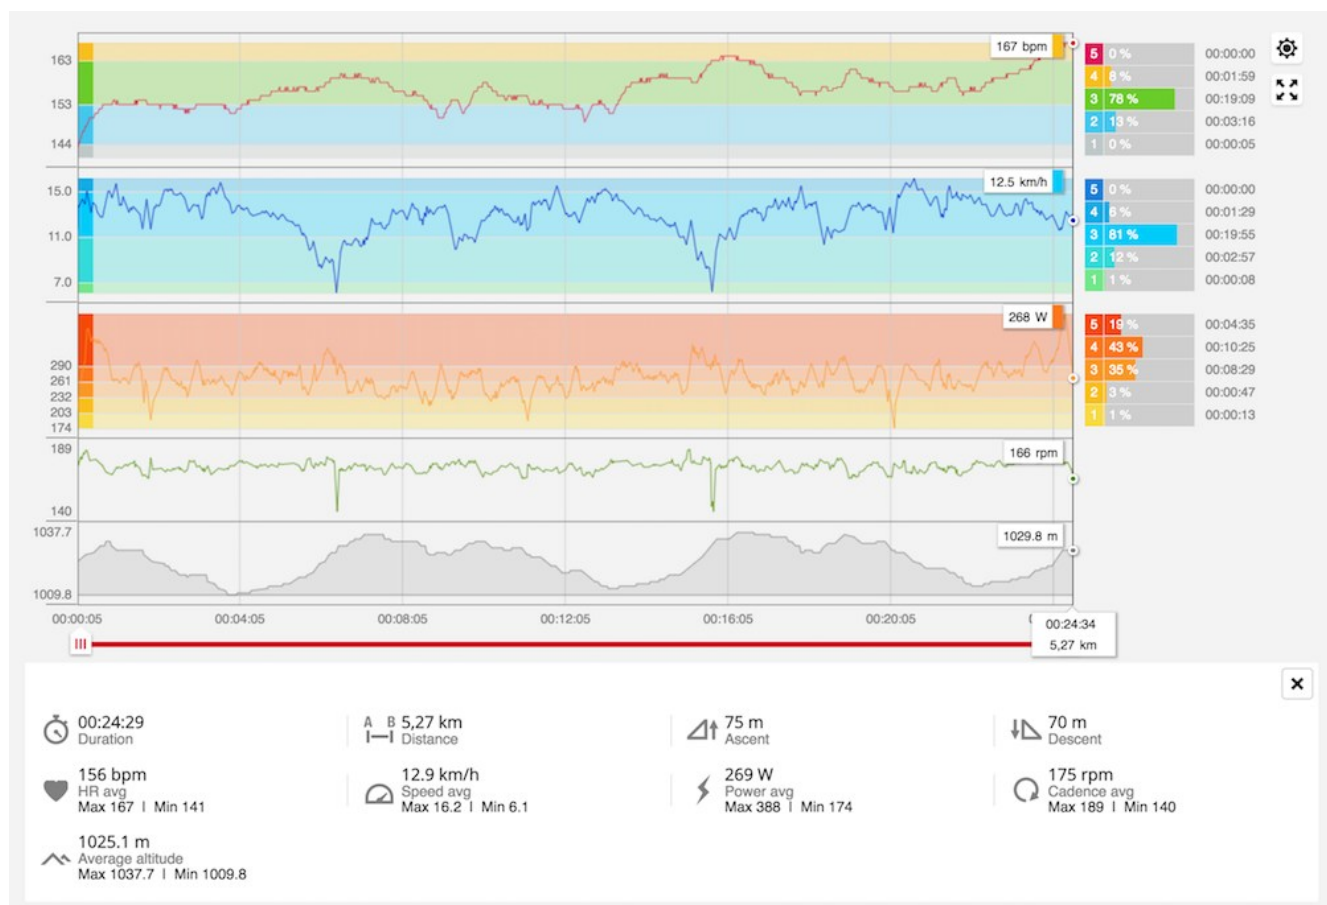 163
153
144
167 bpm
5 0 % 00:00:00
4 8 % 00:01:59
3 78 % 00:19:09
2 13 % 00:03:16
1 0 % 00:00:05
15.0
11.0
7.0
12.5 km/h
5 0 % 00:00:00
4 6 % 00:01:29
3 81 % 00:19:55
2 12 % 00:02:57
1 1 % 00:00:08
290
261
232
203
174
268 W
5 19 % 00:04:35
4 43 % 00:10:25
3 35 % 00:08:29
2 3 % 00:00:47
1 1 % 00:00:13
189
140
166 rpm
1037.7
1009.8
1029.8 m
00:00:05 00:04:05 00:08:05 00:12:05 00:16:05 00:20:05
00:24:34
5,27 km
00:24:29
Duration
A B 5,27 km
Distance
75 m
Ascent
70 m
Descent
156 bpm
HR avg
Max 167 | Min 141
12.9 km/h
Speed avg
Max 16.2 | Min 6.1
269 W
Power avg
Max 388 | Min 174
175 rpm
Cadence avg
Max 189 | Min 140
1025.1 m
Average altitude
Max 1037.7 | Min 1009.8